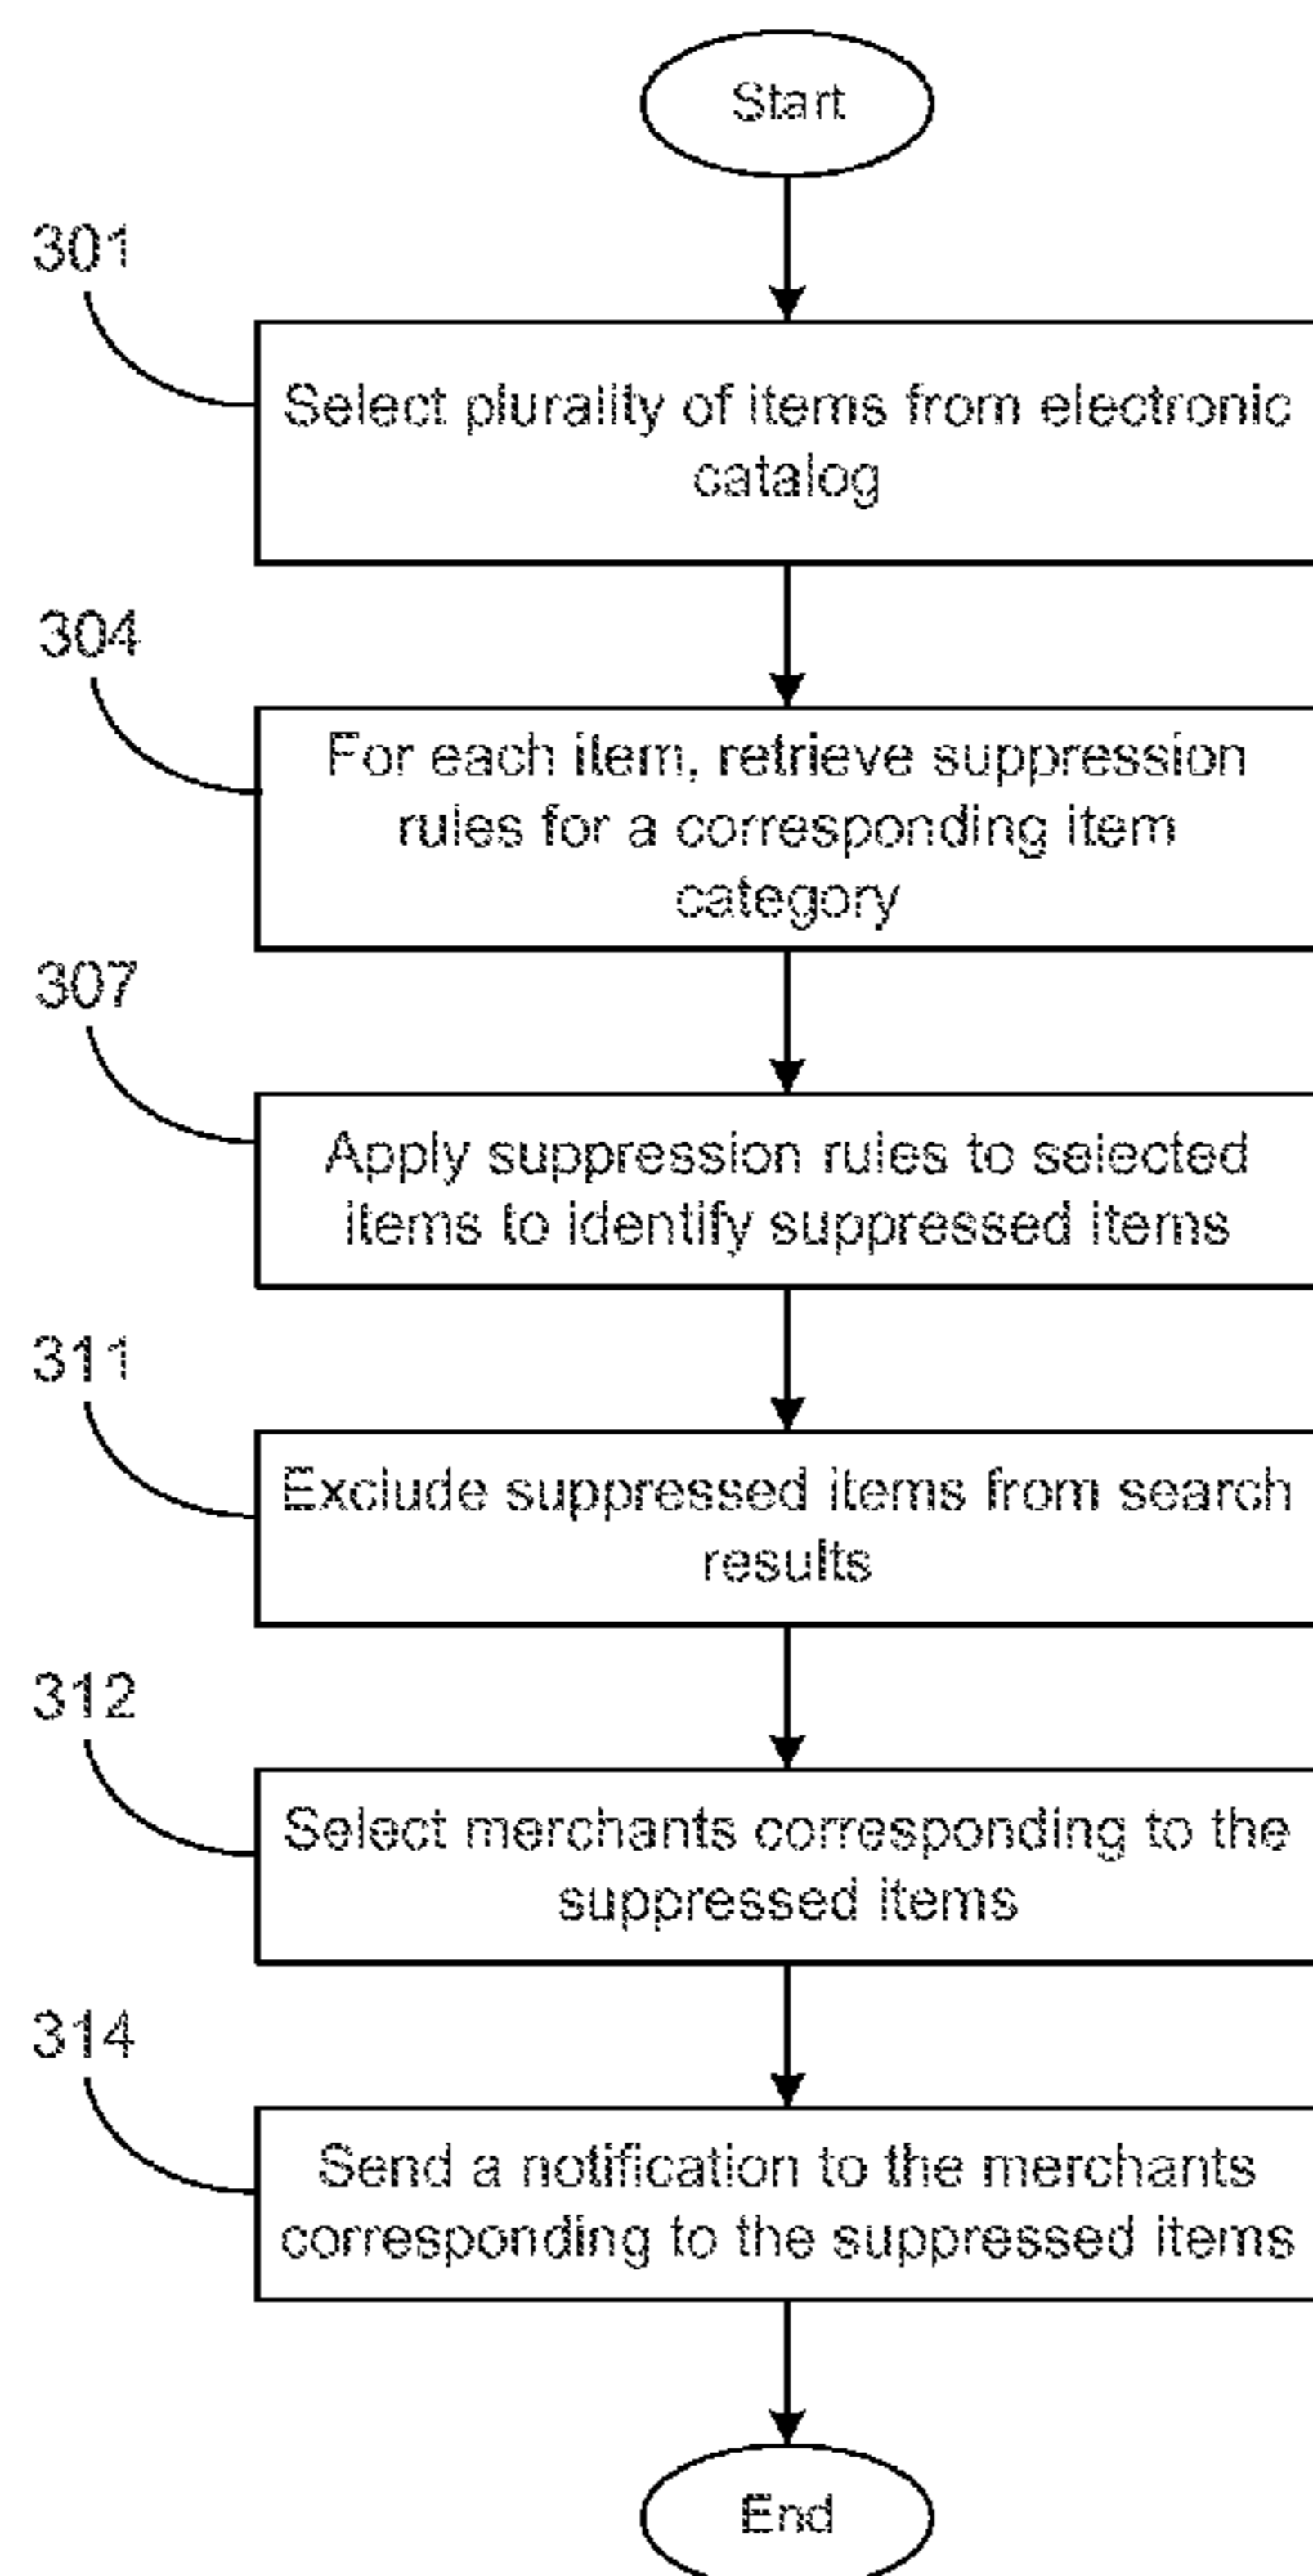 Start
301
Select plurality of items from electronic
catalog
304
For each item, retrieve suppression
rules for a corresponding item
category
307
Apply suppression rules to selected
items to identify suppressed items
311
Exclude suppressed items from search
results
312
Select merchants corresponding to the
suppressed items
314
Send a notification to the merchants
corresponding to the suppressed items
End